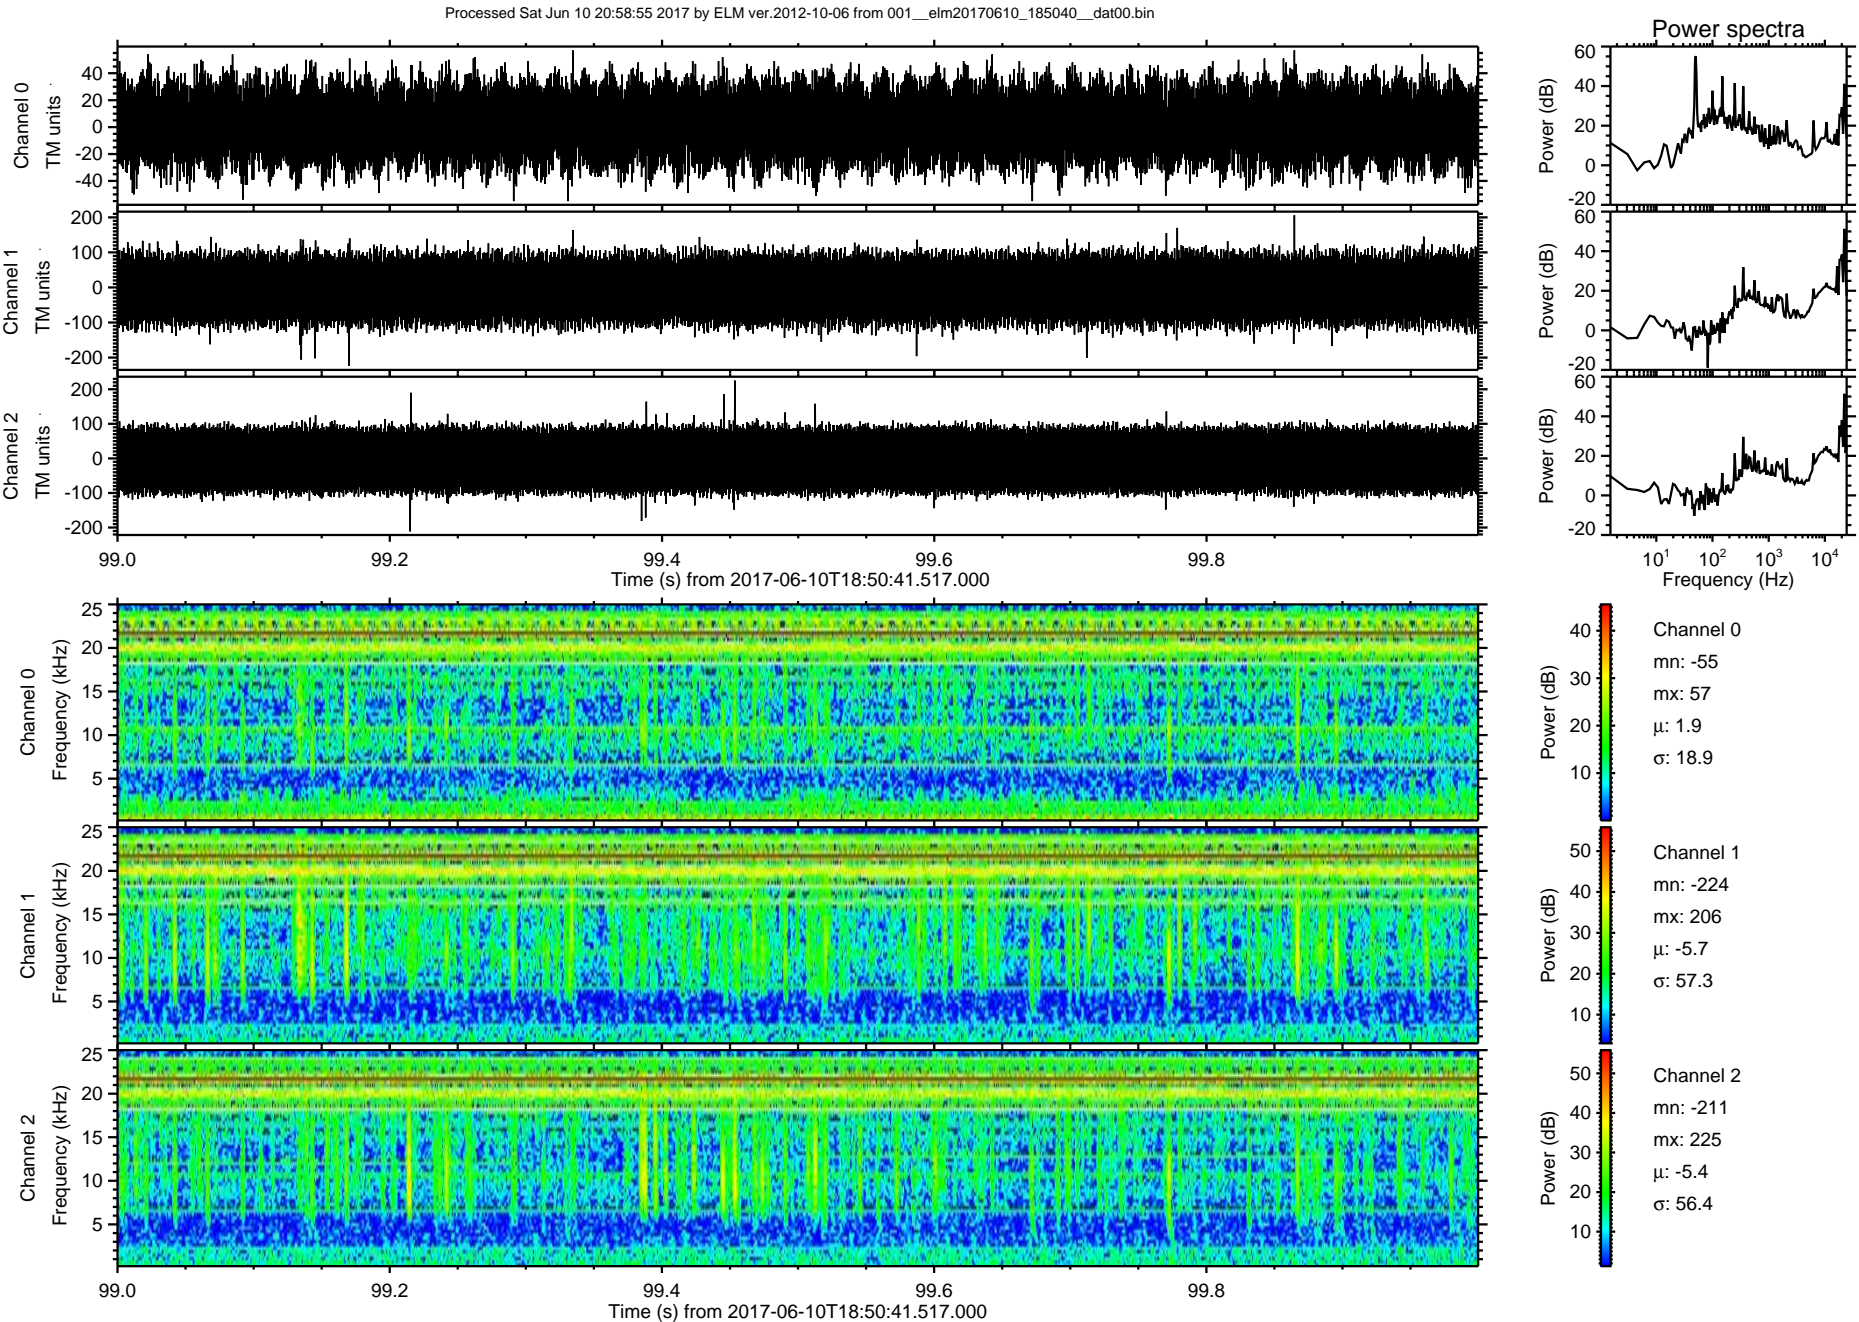 Processed Sat Jun 10 20:58:55 2017 by ELM ver.2012-10-06 from 001__elm20170610_185040__dat00.bin
Power spectra
Channel 0
TM units
40
20
0
-20
-40
Power (dB)
60
40
20
0
-20
Channel 1
TM units
200
100
0
-100
-200
Power (dB)
60
40
20
0
-20
Channel 2
TM units
200
100
0
-100
-200
Power (dB)
60
40
20
0
-20
99.0 99.2 99.4 99.6 99.8
Time (s) from 2017-06-10T18:50:41.517.000
10¹ 10² 10³ 10⁴
Frequency (Hz)
Channel 0
Frequency (kHz)
25
20
15
10
5
Power (dB)
40
30
20
10
Channel 0
mn: -55
mx: 57
µ: 1.9
σ: 18.9
Channel 1
Frequency (kHz)
25
20
15
10
5
Power (dB)
50
40
30
20
10
Channel 1
mn: -224
mx: 206
µ: -5.7
σ: 57.3
Channel 2
Frequency (kHz)
25
20
15
10
5
Power (dB)
50
40
30
20
10
Channel 2
mn: -211
mx: 225
µ: -5.4
σ: 56.4
99.0 99.2 99.4 99.6 99.8
Time (s) from 2017-06-10T18:50:41.517.000